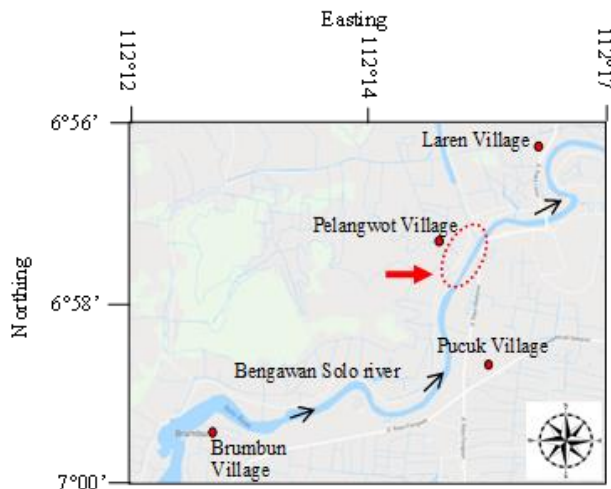 Easting
112°12
112°14
112°17
6°56'
Laren Village
Pelangwot Village
Northing
6°58'
Pucuk Village
Bengawan Solo river
Brumbun
Brumbun
Village
7°00'